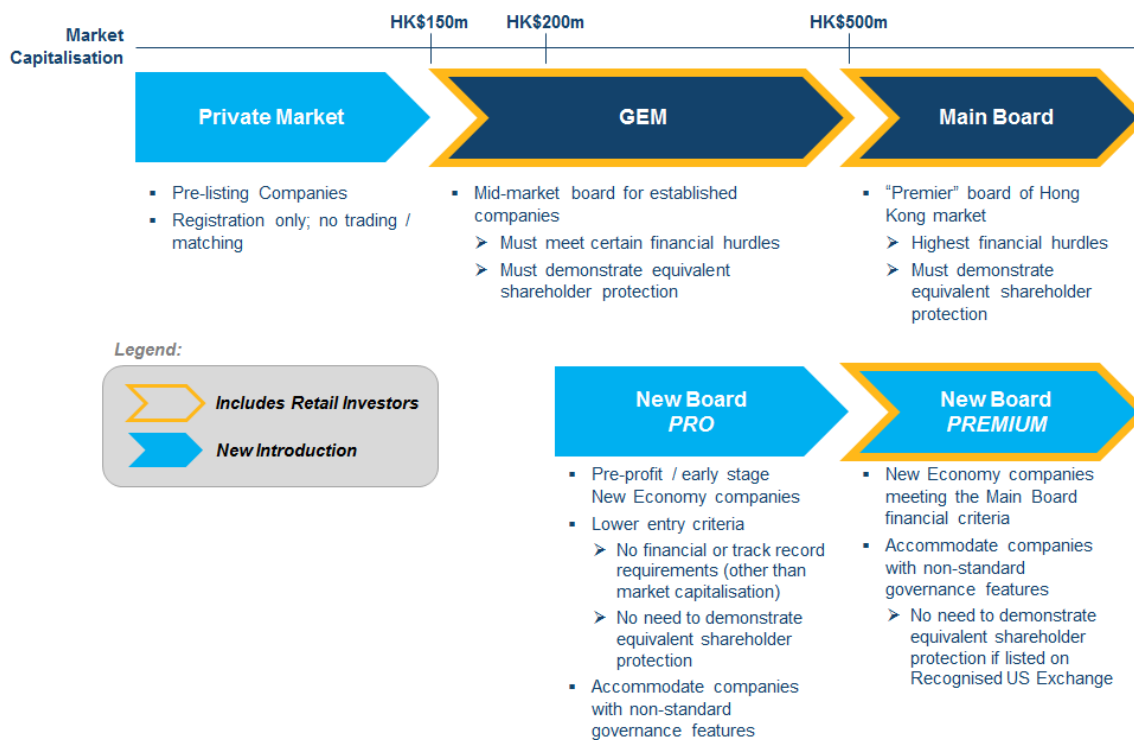 HK$150m
HK$200m
HK$500m
Market
Capitalisation
Private Market
GEM
Main Board
▪ Pre-listing Companies
▪ Registration only; no trading /
matching
▪ Mid-market board for established
companies
➢ Must meet certain financial hurdles
➢ Must demonstrate equivalent
shareholder protection
▪ “Premier” board of Hong
Kong market
➢ Highest financial hurdles
➢ Must demonstrate
equivalent shareholder
protection
Legend:
Includes Retail Investors
New Introduction
New Board
PRO
New Board
PREMIUM
▪ Pre-profit / early stage
New Economy companies
▪ Lower entry criteria
➢ No financial or track record
requirements (other than
market capitalisation)
➢ No need to demonstrate
equivalent shareholder
protection
▪ Accommodate companies
with non-standard
governance features
▪ New Economy companies
meeting the Main Board
financial criteria
▪ Accommodate companies
with non-standard
governance features
➢ No need to demonstrate
equivalent shareholder
protection if listed on
Recognised US Exchange